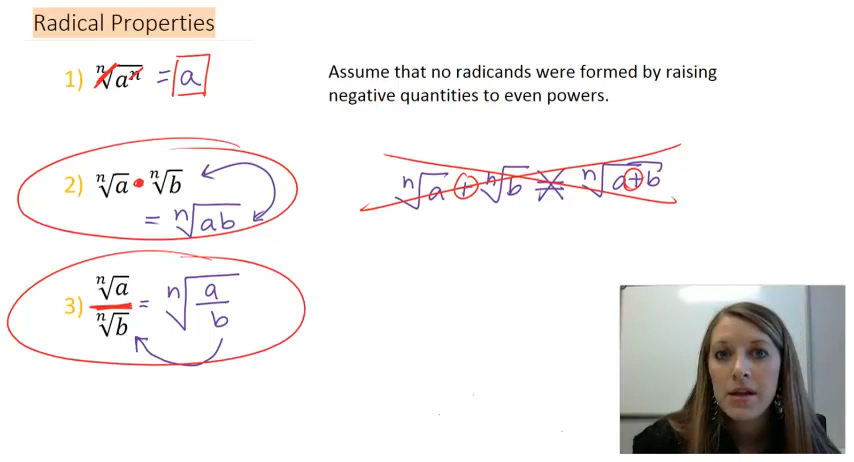 Radical Properties
1) ⁿ√aⁿ = a
Assume that no radicands were formed by raising
negative quantities to even powers.
2) ⁿ√a • ⁿ√b
= ⁿ√ab
ⁿ√a + ⁿ√b ≠ ⁿ√a+b
3) ⁿ√a / ⁿ√b = ⁿ√a/b